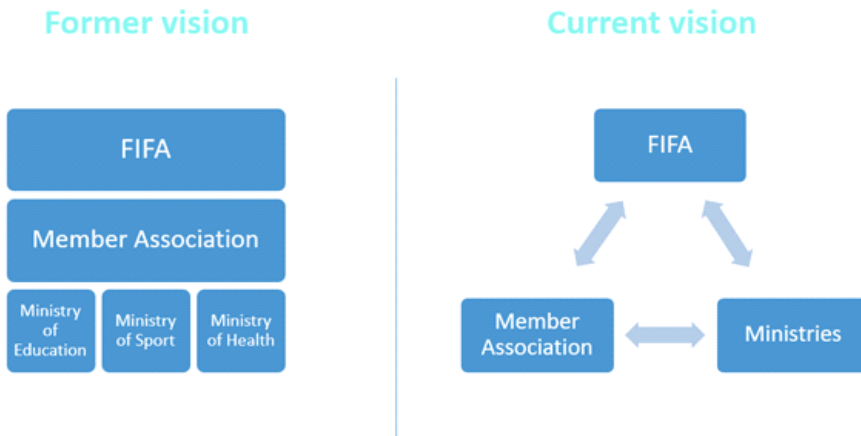 Former vision
FIFA
Member Association
Ministry
of
Education
Ministry
of Sport
Ministry
of Health
Current vision
FIFA
Member
Association
Ministries